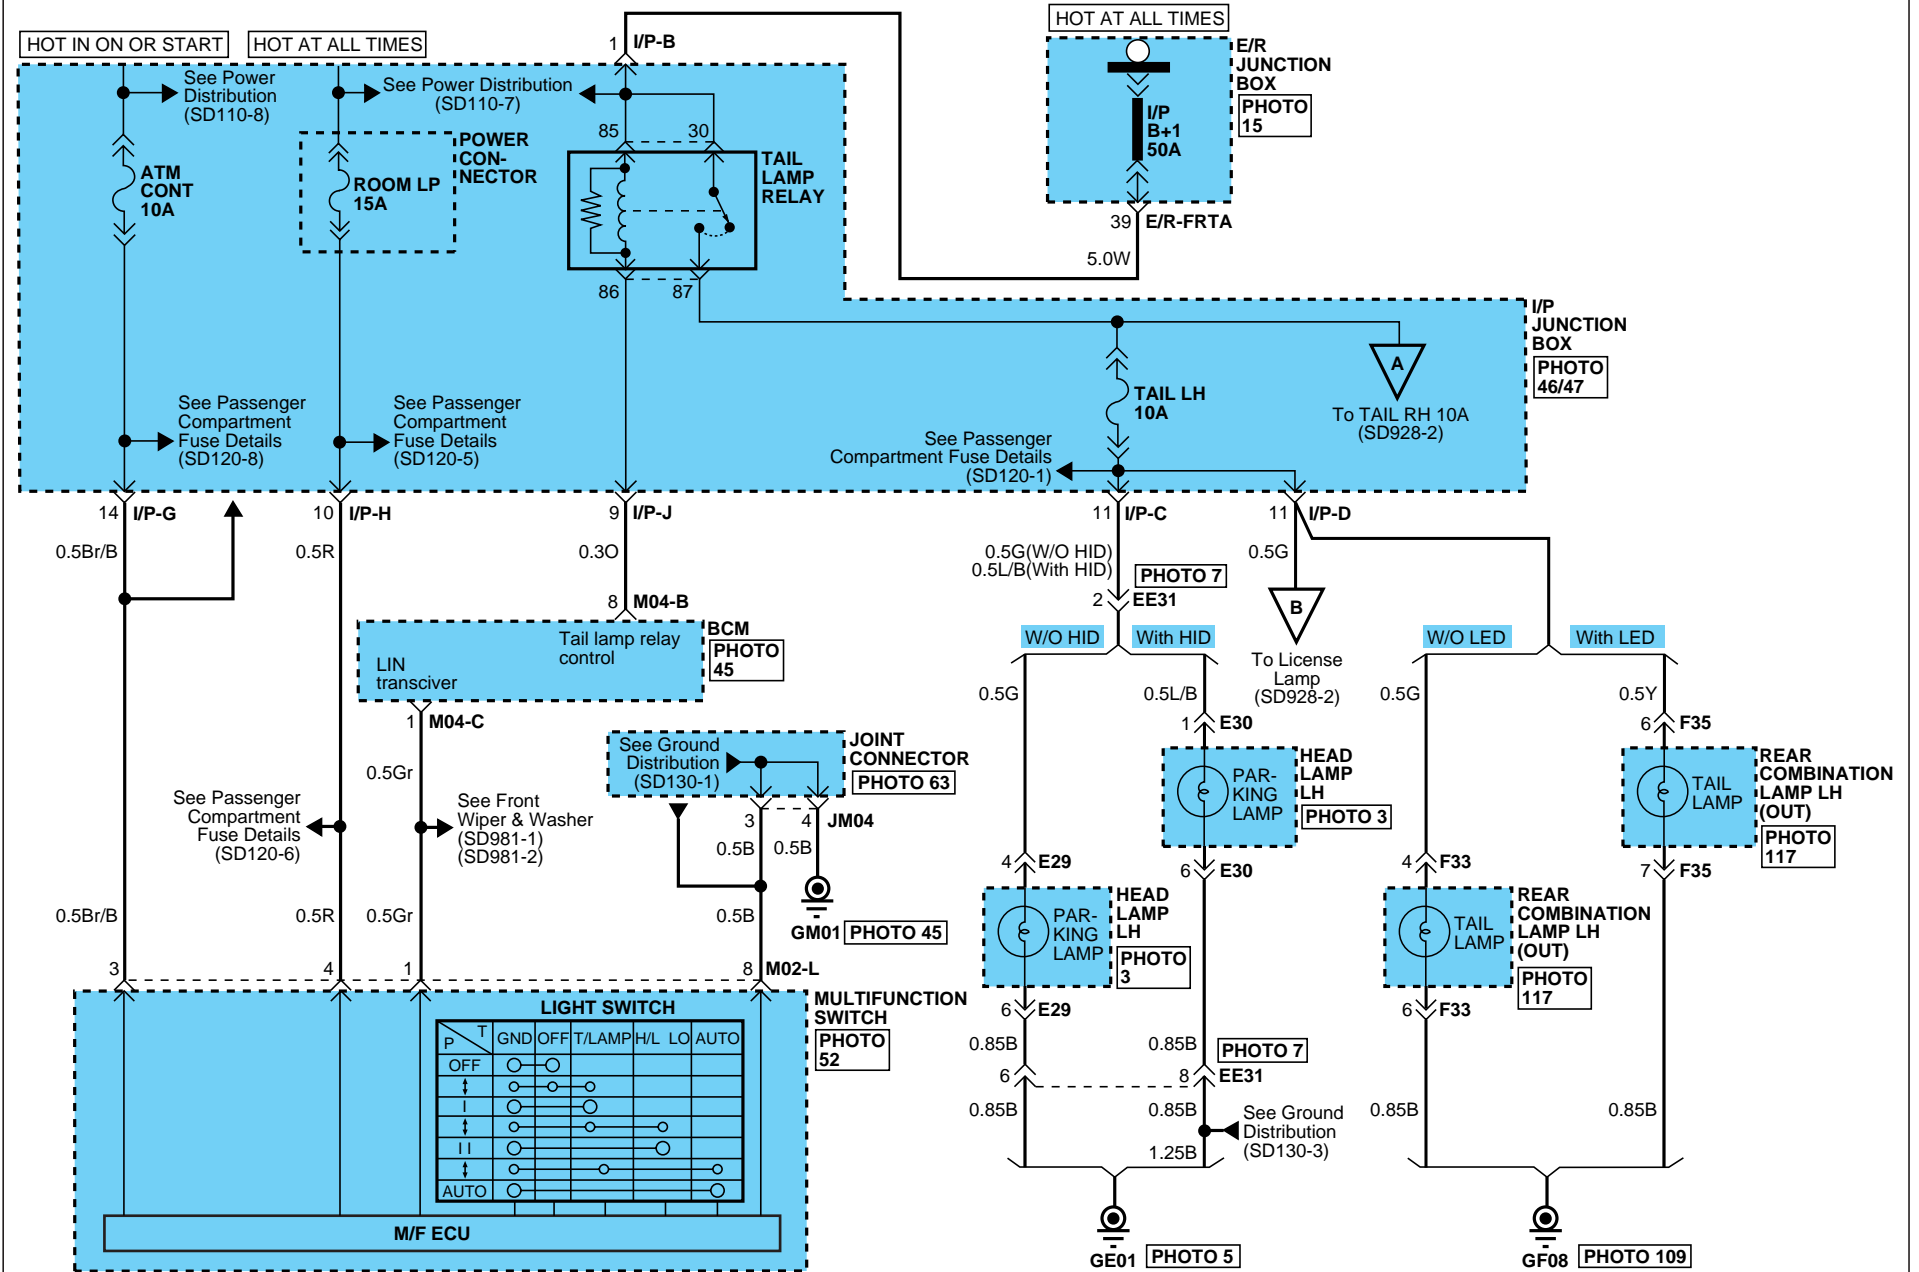 HOT IN ON OR START
HOT AT ALL TIMES
1 I/P-B
HOT AT ALL TIMES
E/R
JUNCTION
BOX
PHOTO
15
I/P
B+1
50A
39 E/R-FRTA
5.0W
See Power
Distribution
(SD110-8)
See Power Distribution
(SD110-7)
ATM
CONT
10A
POWER
CON-
NECTOR
ROOM LP
15A
85
30
TAIL
LAMP
RELAY
86
87
I/P
JUNCTION
BOX
PHOTO
46/47
A
To TAIL RH 10A
(SD928-2)
TAIL LH
10A
See Passenger
Compartment
Fuse Details
(SD120-8)
See Passenger
Compartment
Fuse Details
(SD120-5)
See Passenger
Compartment Fuse Details
(SD120-1)
14 I/P-G
10 I/P-H
9 I/P-J
11 I/P-C
11 I/P-D
0.5Br/B
0.5R
0.3O
0.5G(W/O HID)
0.5L/B(With HID)
0.5G
PHOTO 7
2 EE31
B
To License
Lamp
(SD928-2)
8 M04-B
BCM
PHOTO
45
Tail lamp relay
control
LIN
transciver
1 M04-C
0.5Gr
W/O HID
With HID
W/O LED
With LED
0.5G
0.5L/B
0.5G
0.5Y
1 E30
6 F35
See Ground
Distribution
(SD130-1)
JOINT
CONNECTOR
PHOTO 63
3
4 JM04
0.5B
0.5B
See Passenger
Compartment
Fuse Details
(SD120-6)
See Front
Wiper & Washer
(SD981-1)
(SD981-2)
PAR-
KING
LAMP
HEAD
LAMP
LH
PHOTO 3
TAIL
LAMP
REAR
COMBINATION
LAMP LH
(OUT)
PHOTO
117
4 E29
6 E30
4 F33
7 F35
PAR-
KING
LAMP
HEAD
LAMP
LH
PHOTO
3
TAIL
LAMP
REAR
COMBINATION
LAMP LH
(OUT)
PHOTO
117
0.5Br/B
0.5R
0.5Gr
0.5B
GM01 PHOTO 45
3
4
1
8 M02-L
MULTIFUNCTION
SWITCH
PHOTO
52
LIGHT SWITCH
P T GND OFF T/LAMP H/L LO AUTO
OFF
I
I I
AUTO
M/F ECU
6 E29
6 F33
0.85B
0.85B
PHOTO 7
6
8 EE31
0.85B
0.85B
See Ground
Distribution
(SD130-3)
1.25B
0.85B
0.85B
GE01 PHOTO 5
GF08 PHOTO 109